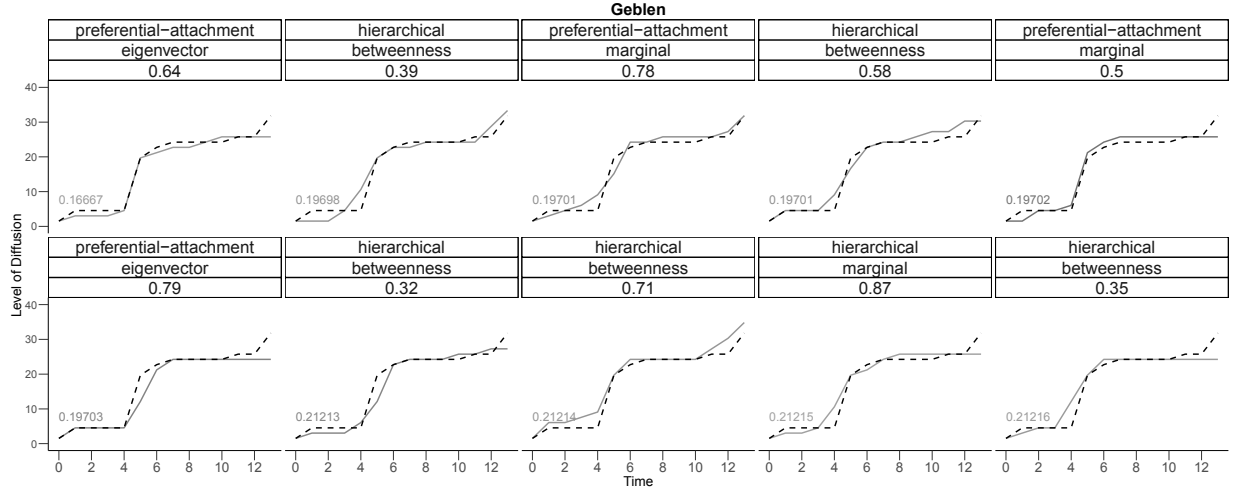 Geblen
preferential−attachment hierarchical preferential−attachment hierarchical preferential−attachment
eigenvector betweenness marginal betweenness marginal
0.64 0.39 0.78 0.58 0.5
40
30
20
10
0
0.16667 0.19698 0.19701 0.19701 0.19702
preferential−attachment hierarchical hierarchical hierarchical hierarchical
eigenvector betweenness betweenness marginal betweenness
0.79 0.32 0.71 0.87 0.35
40
30
20
10
0
0.19703 0.21213 0.21214 0.21215 0.21216
0 2 4 6 8 10 12 0 2 4 6 8 10 12 0 2 4 6 8 10 12 0 2 4 6 8 10 12 0 2 4 6 8 10 12
Time
Level of Diffusion